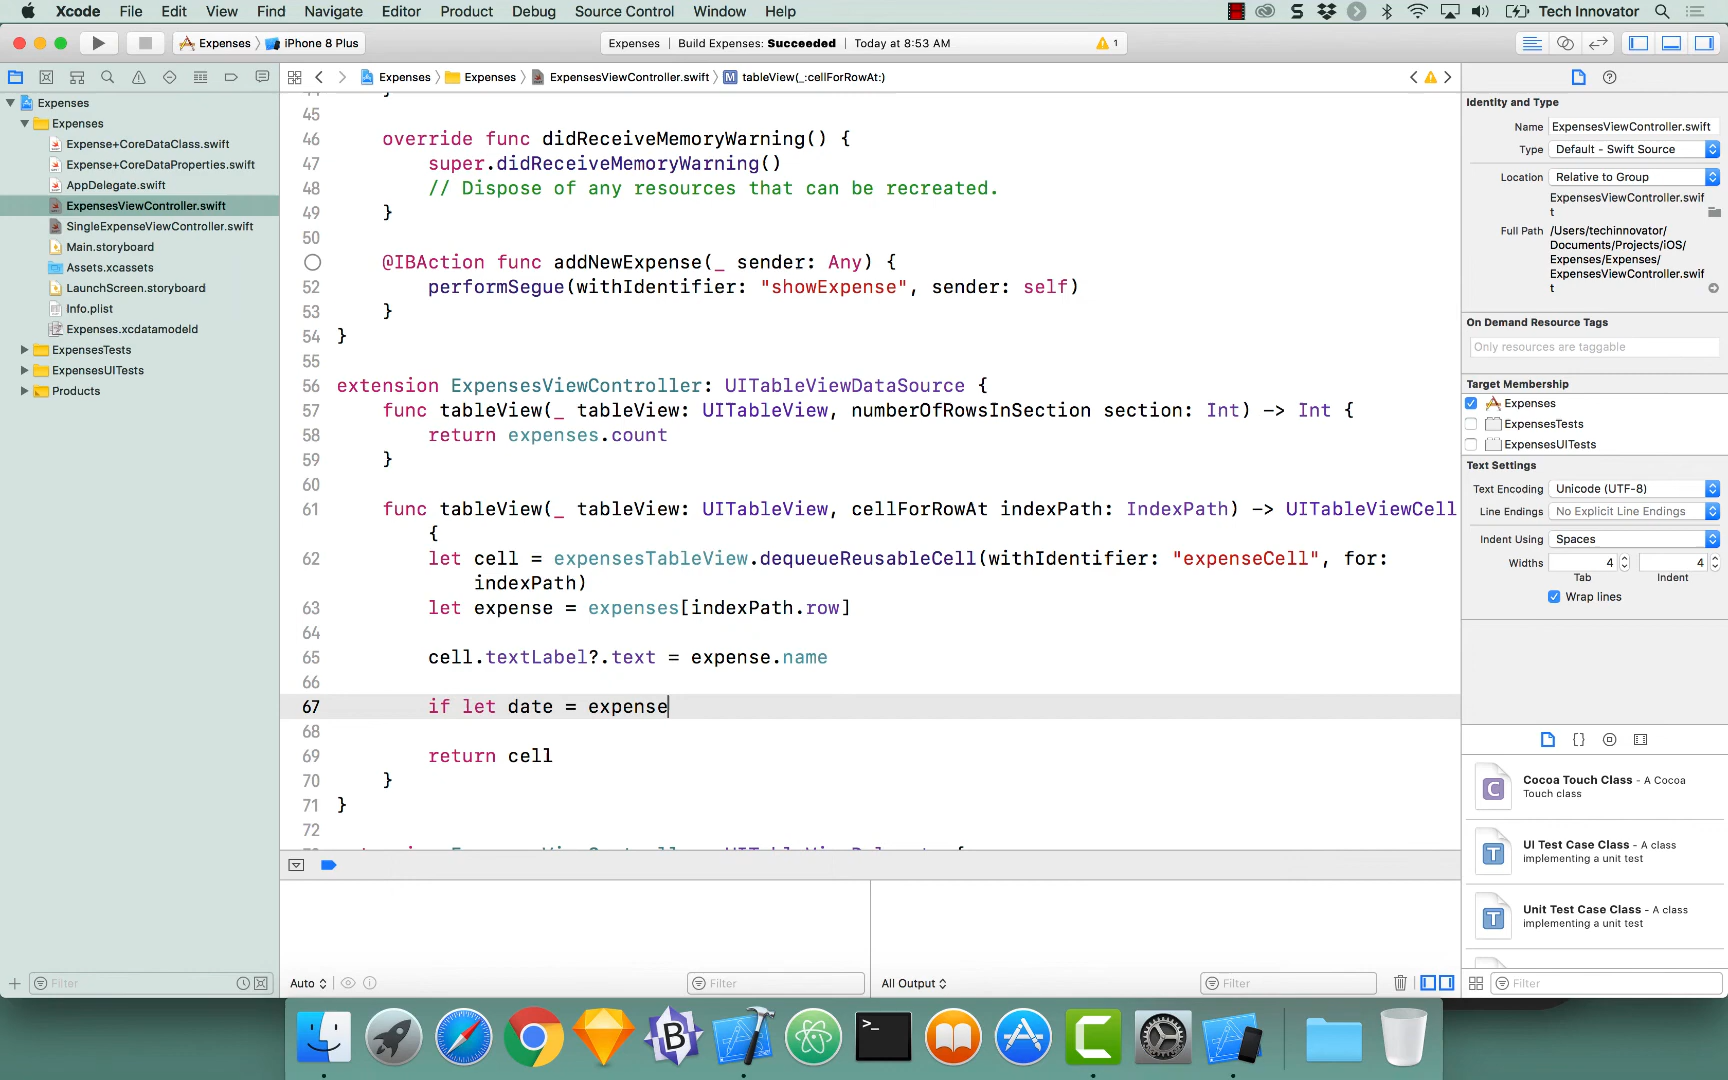 Xcode File Edit View Find Navigate Editor Product Debug Source Control Window Help Tech Innovator
Expenses iPhone 8 Plus Expenses Build Expenses: Succeeded Today at 8:53 AM 1
Expenses Expenses ExpensesViewController.swift M tableView(_:cellForRowAt:)
Expenses
Expenses
Expense+CoreDataClass.swift
Expense+CoreDataProperties.swift
AppDelegate.swift
ExpensesViewController.swift
SingleExpenseViewController.swift
Main.storyboard
Assets.xcassets
LaunchScreen.storyboard
Info.plist
Expenses.xcdatamodeld
ExpensesTests
ExpensesUITests
Products
Filter
45
46 override func didReceiveMemoryWarning() {
47 super.didReceiveMemoryWarning()
48 // Dispose of any resources that can be recreated.
49 }
50
@IBAction func addNewExpense(_ sender: Any) {
52 performSegue(withIdentifier: "showExpense", sender: self)
53 }
54 }
55
56 extension ExpensesViewController: UITableViewDataSource {
57 func tableView(_ tableView: UITableView, numberOfRowsInSection section: Int) -> Int {
58 return expenses.count
59 }
60
61 func tableView(_ tableView: UITableView, cellForRowAt indexPath: IndexPath) -> UITableViewCell
{
62 let cell = expensesTableView.dequeueReusableCell(withIdentifier: "expenseCell", for:
indexPath)
63 let expense = expenses[indexPath.row]
64
65 cell.textLabel?.text = expense.name
66
67 if let date = expense
68
69 return cell
70 }
71 }
72
Auto Filter All Output Filter
Identity and Type
Name ExpensesViewController.swift
Type Default - Swift Source
Location Relative to Group
ExpensesViewController.swif
t
Full Path /Users/techinnovator/
Documents/Projects/iOS/
Expenses/Expenses/
ExpensesViewController.swif
t
On Demand Resource Tags
Only resources are taggable
Target Membership
Expenses
ExpensesTests
ExpensesUITests
Text Settings
Text Encoding Unicode (UTF-8)
Line Endings No Explicit Line Endings
Indent Using Spaces
Widths 4 4
Tab Indent
Wrap lines
{}
C Cocoa Touch Class - A Cocoa
Touch class
T UI Test Case Class - A class
implementing a unit test
T Unit Test Case Class - A class
implementing a unit test
Filter